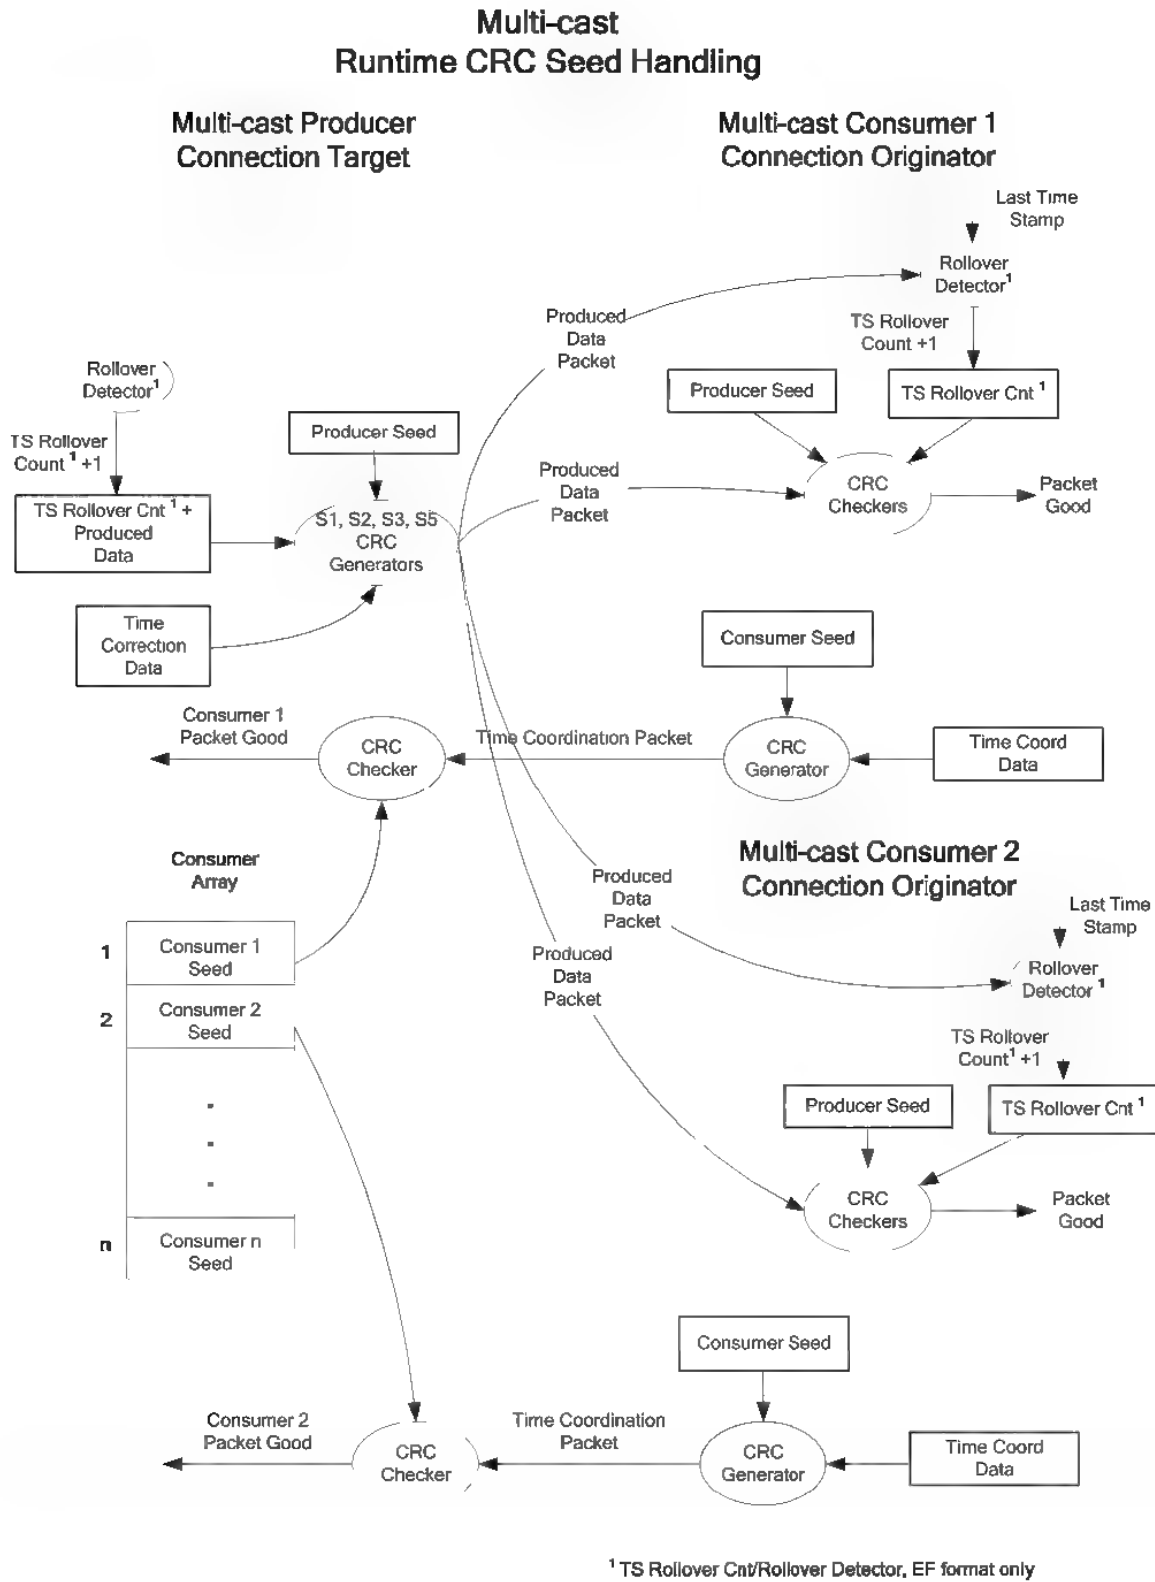 Multi-cast
Runtime CRC Seed Handling
Multi-cast Producer
Connection Target
Multi-cast Consumer 1
Connection Originator
Last Time
Stamp
Rollover
Detector¹
TS Rollover
Count +1
Produced
Data
Packet
Rollover
Detector¹
Producer Seed
TS Rollover Cnt ¹
TS Rollover
Count ¹ +1
Producer Seed
Produced
Data
Packet
CRC
Checkers
Packet
Good
TS Rollover Cnt ¹ +
Produced
Data
S1, S2, S3, S5
CRC
Generators
Time
Correction
Data
Consumer Seed
Consumer 1
Packet Good
CRC
Checker
Time Coordination Packet
CRC
Generator
Time Coord
Data
Consumer
Array
Multi-cast Consumer 2
Connection Originator
Produced
Data
Packet
Last Time
Stamp
1
Consumer 1
Seed
Produced
Data
Packet
Rollover
Detector ¹
2
Consumer 2
Seed
TS Rollover
Count¹ +1
Producer Seed
TS Rollover Cnt ¹
CRC
Checkers
Packet
Good
n
Consumer n
Seed
Consumer Seed
Consumer 2
Packet Good
CRC
Checker
Time Coordination
Packet
CRC
Generator
Time Coord
Data
¹ TS Rollover Cnt/Rollover Detector, EF format only